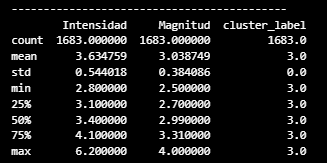 --------------------------------------------
Intensidad Magnitud cluster_label
count 1683.000000 1683.000000 1683.0
mean 3.634759 3.038749 3.0
std 0.544018 0.384086 0.0
min 2.800000 2.500000 3.0
25% 3.100000 2.700000 3.0
50% 3.400000 2.990000 3.0
75% 4.100000 3.310000 3.0
max 6.200000 4.000000 3.0